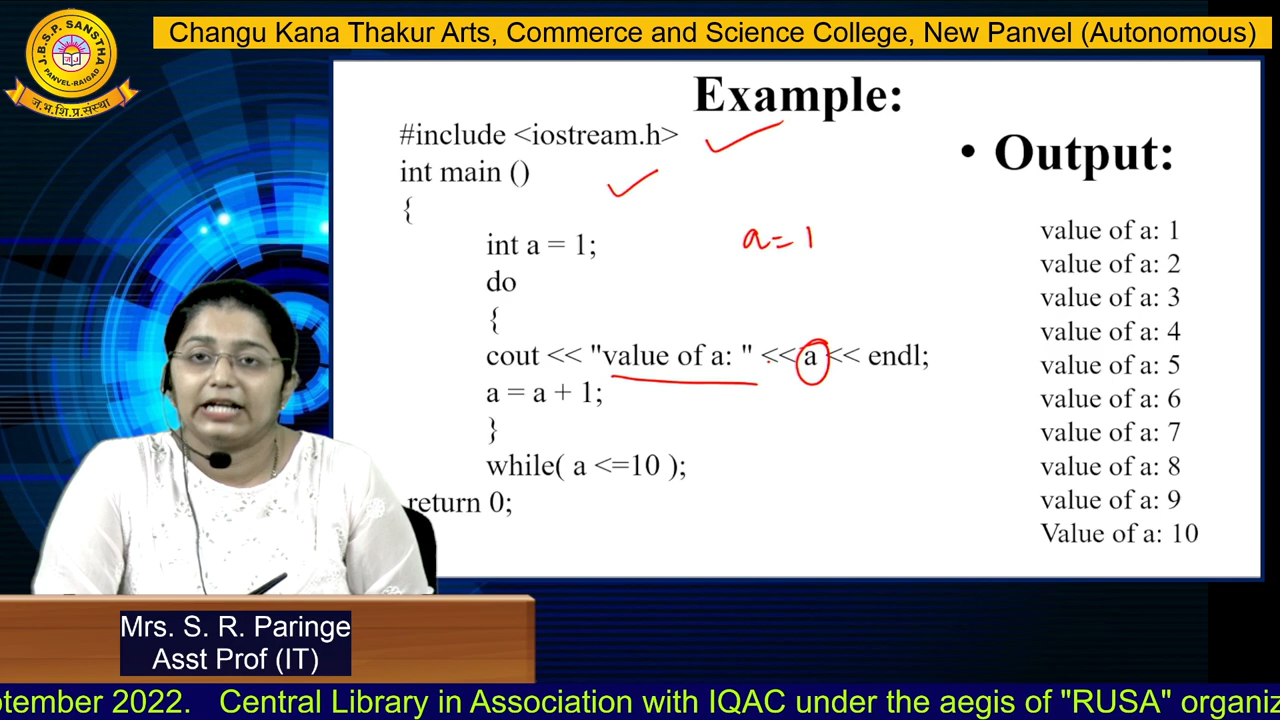 Changu Kana Thakur Arts, Commerce and Science College, New Panvel (Autonomous)
J.B.S.P. SANSTHA
PANVEL-RAIGAD
ज.भ.शि.प्र.संस्था
Example:
#include <iostream.h>
int main ()
{
int a = 1;
a=1
do
{
cout << "value of a: " << a << endl;
a = a + 1;
}
while( a <=10 );
return 0;
• Output:
value of a: 1
value of a: 2
value of a: 3
value of a: 4
value of a: 5
value of a: 6
value of a: 7
value of a: 8
value of a: 9
Value of a: 10
Mrs. S. R. Paringe
Asst Prof (IT)
ptember 2022. Central Library in Association with IQAC under the aegis of "RUSA" organiz